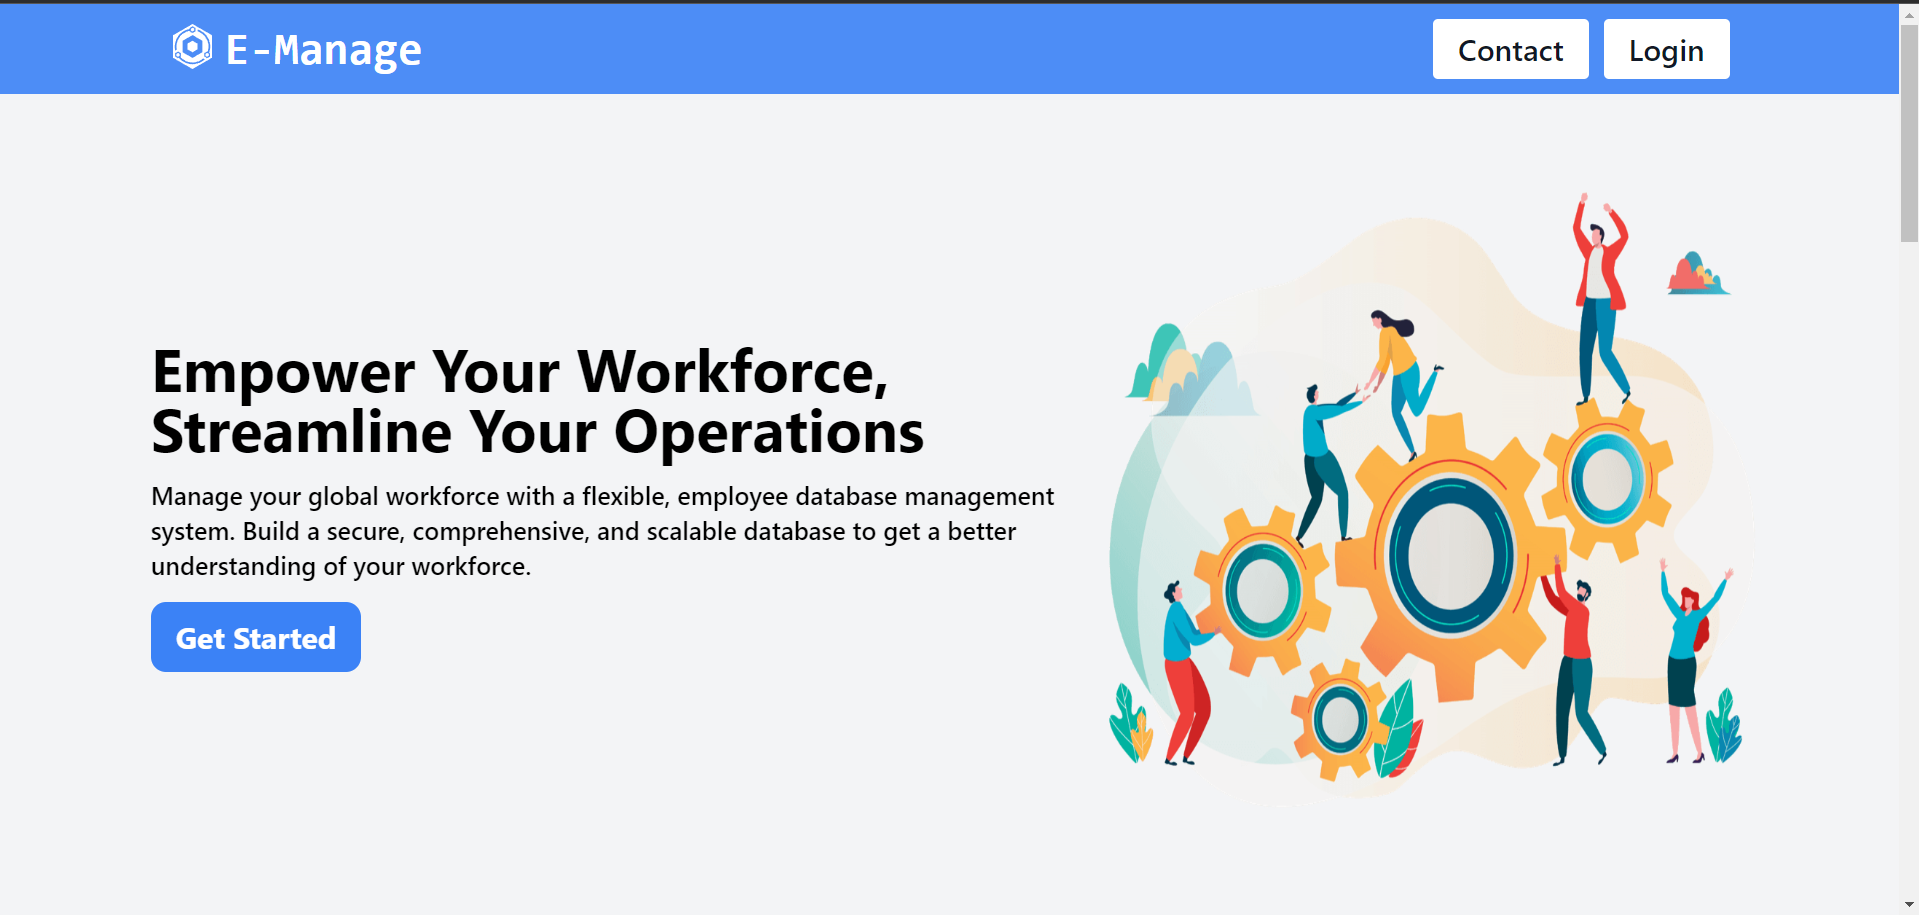 E-Manage
Contact
Login
Empower Your Workforce,
Streamline Your Operations
Manage your global workforce with a flexible, employee database management
system. Build a secure, comprehensive, and scalable database to get a better
understanding of your workforce.
Get Started